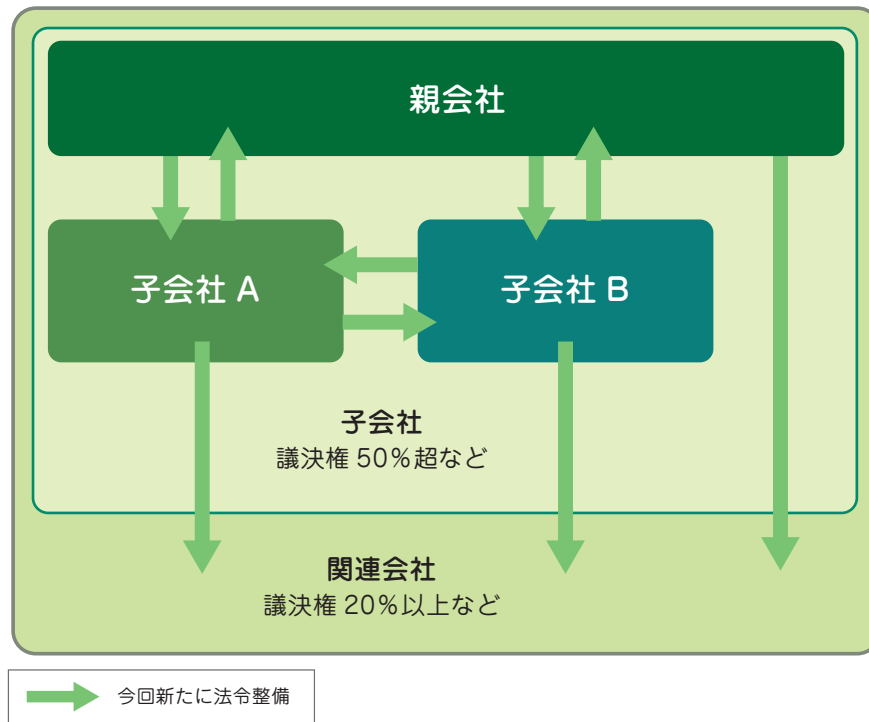 親会社
子会社 A
子会社 B
子会社
議決権 50％超など
関連会社
議決権 20％以上など
今回新たに法令整備